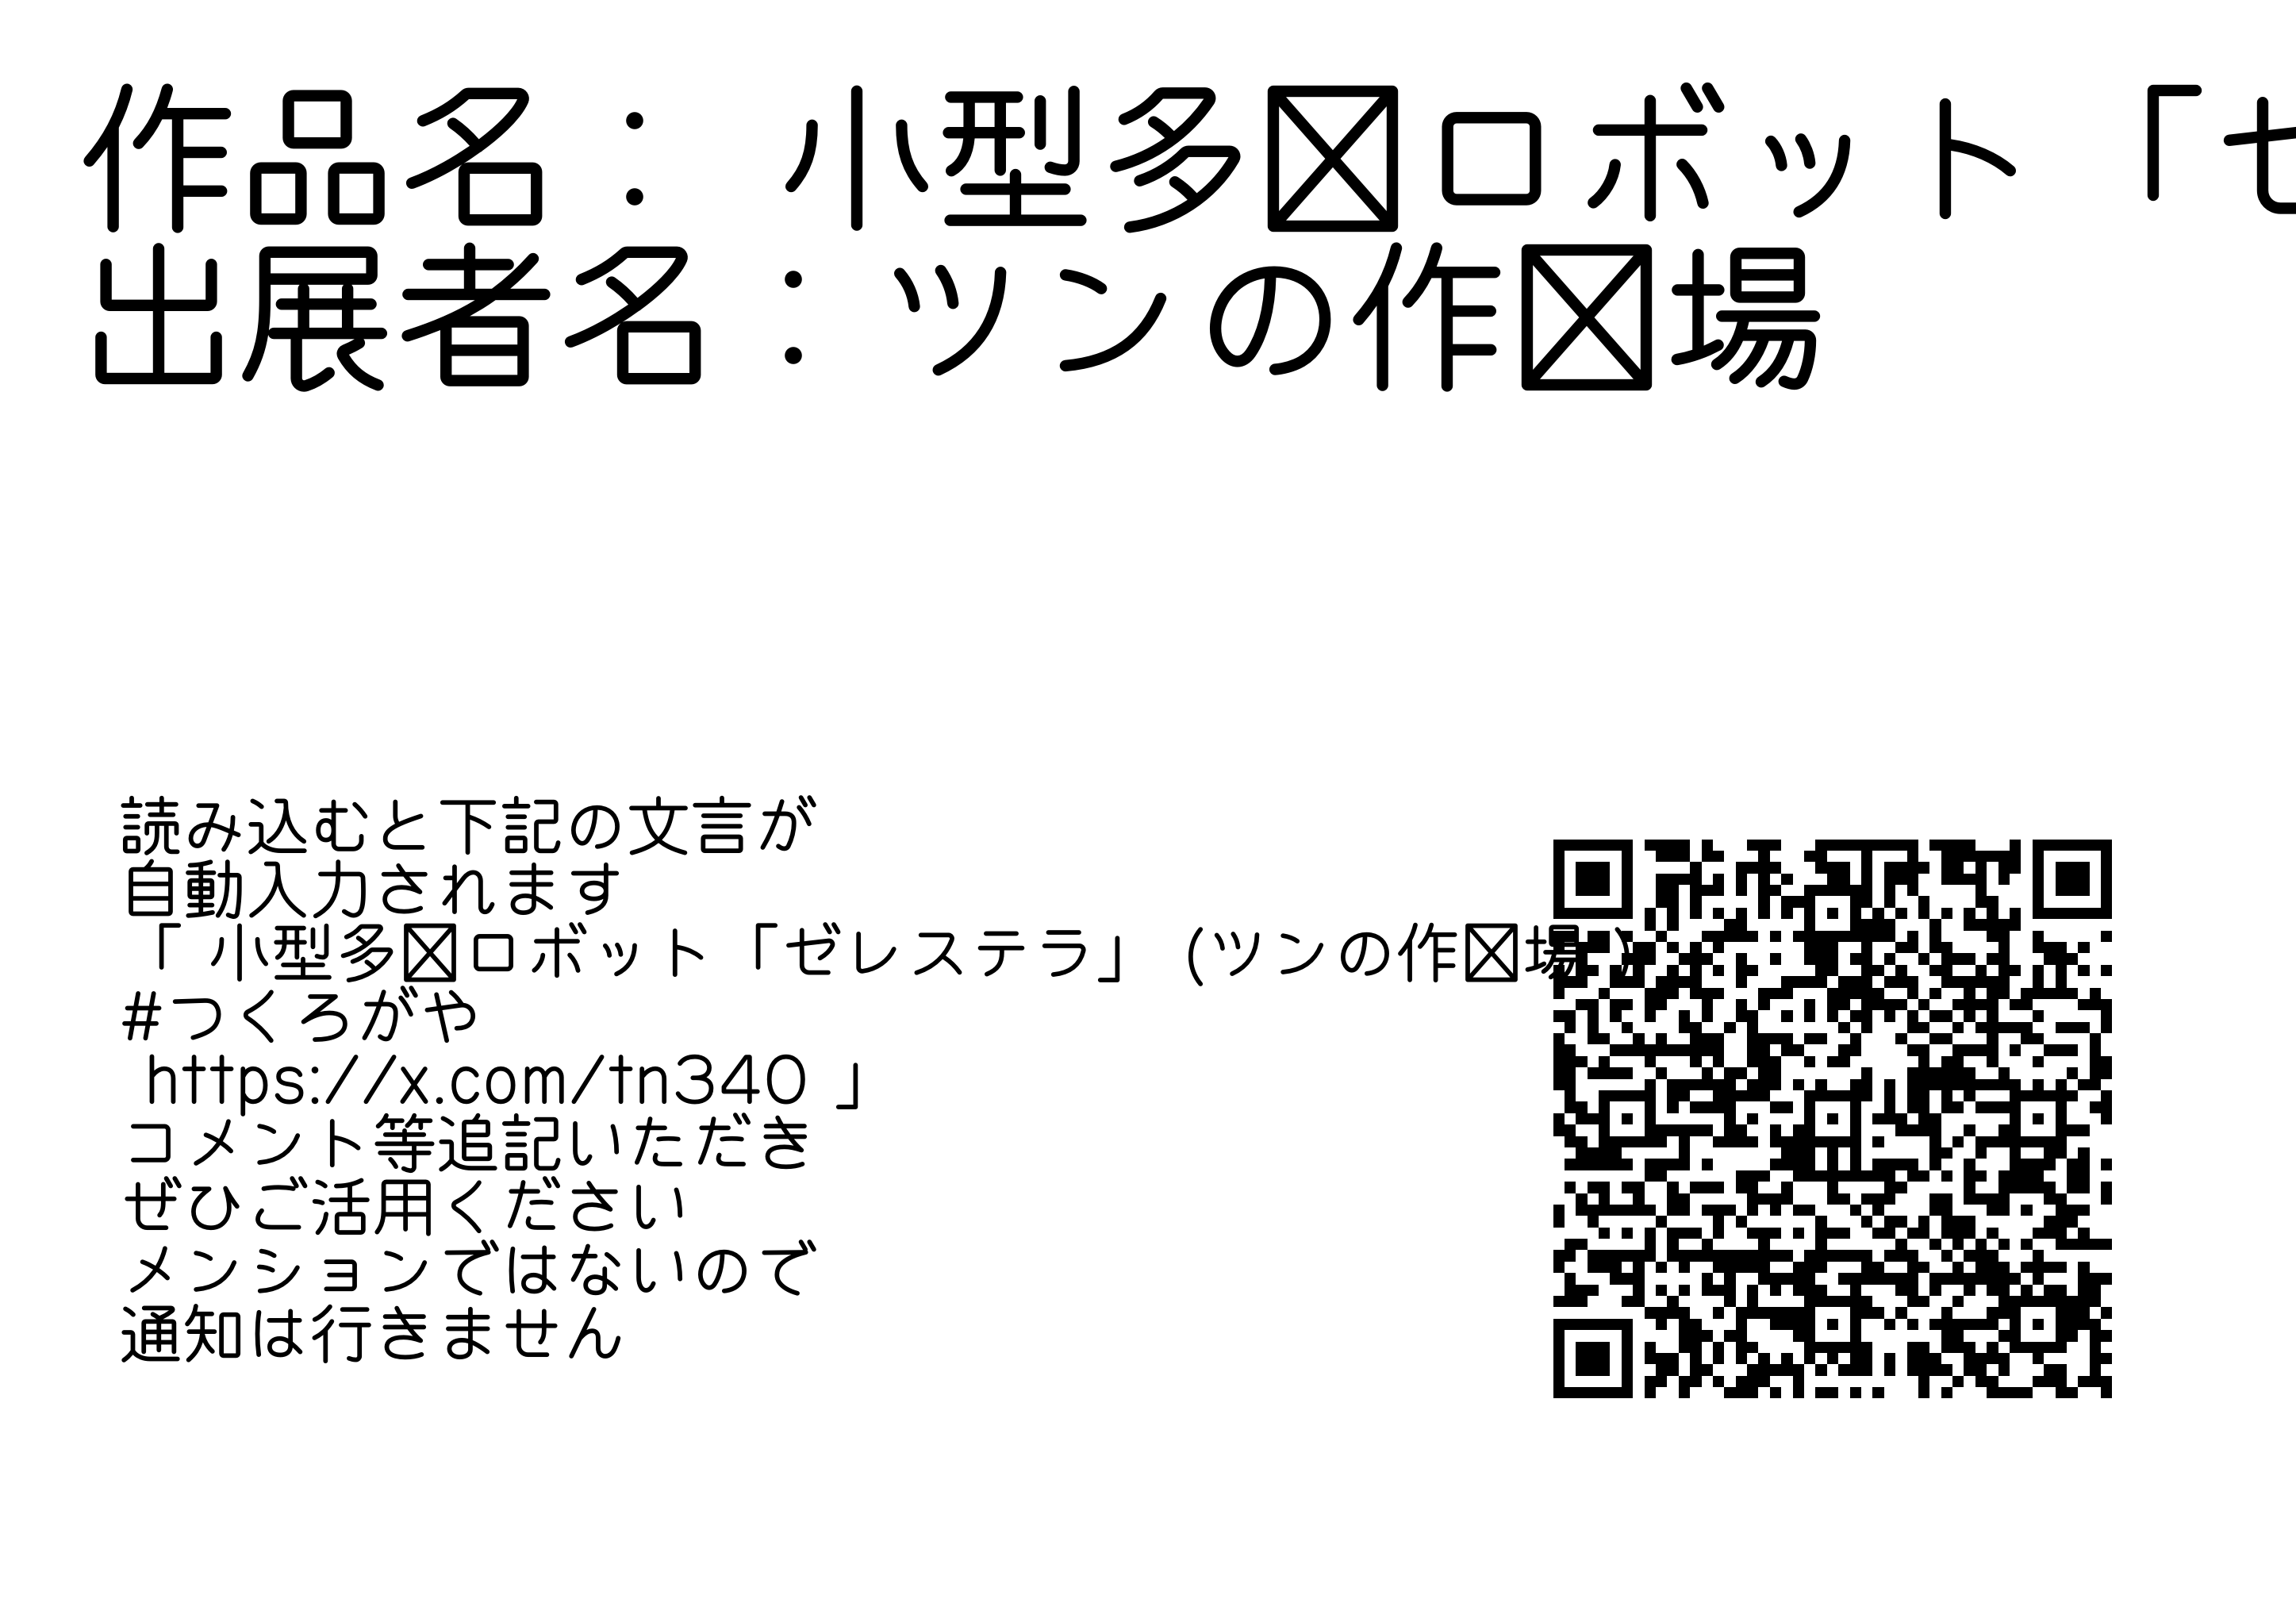 作品名： 小型多〿ロボット「ゼ
出展者名：ツンの作〿場
読み込むと下記の文言が
自動入力されます
「小型多〿ロボット「ゼレステラ」（ツンの作〿場）
#つくろがや
https://x.com/tn340 」
コメント等追記いただき
ぜひご活用ください
メンションではないので
通知は行きません